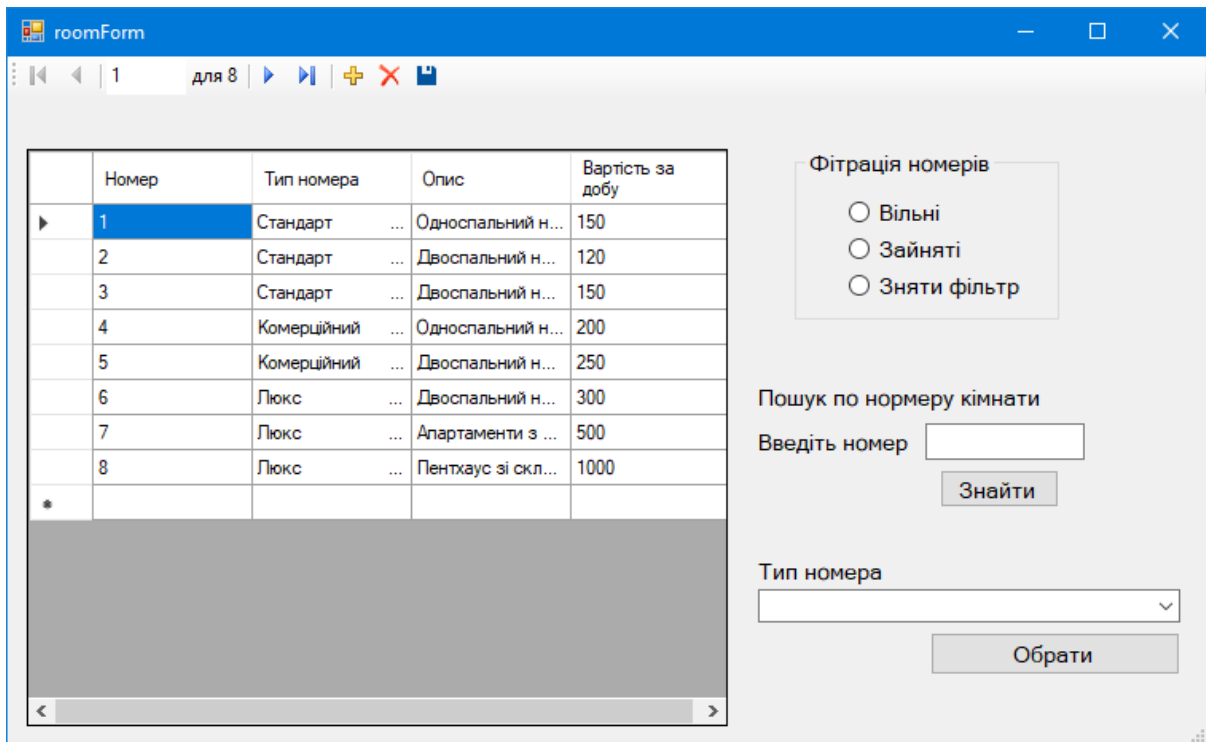 roomForm
1 для 8
Номер Тип номера Опис Вартість за добу
1 Стандарт ... Односпальний н... 150
2 Стандарт ... Двоспальний н... 120
3 Стандарт ... Двоспальний н... 150
4 Комерційний ... Односпальний н... 200
5 Комерційний ... Двоспальний н... 250
6 Люкс ... Двоспальний н... 300
7 Люкс ... Апартаменти з ... 500
8 Люкс ... Пентхаус зі скл... 1000
Фітрація номерів
Вільні
Зайняті
Зняти фільтр
Пошук по нормеру кімнати
Введіть номер
Знайти
Тип номера
Обрати